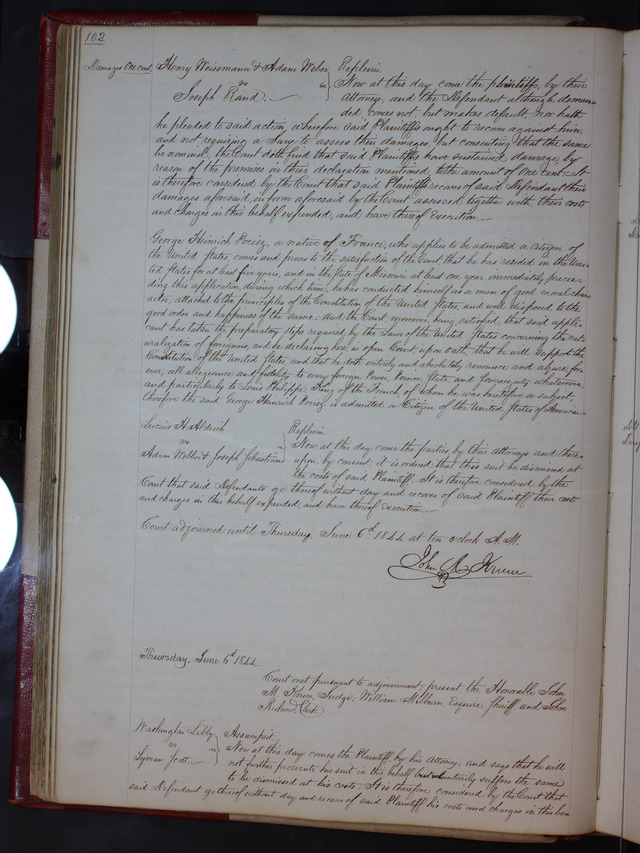 102
Damages One cent.
Henry Weissmann & Adam Weber } Replevin.
vs
Joseph Rand.
Now at this day come the plaintiffs, by their
attorney, and the Defendant although deman-
ded, comes not, but makes default nor hath
he pleaded to said action, wherefore said Plaintiffs ought to recover against him,
and not requiring a Jury to assess their damages, but consenting that the same
be nominal, the Court doth find that said Plaintiffs have sustained damage, by
reason of the premises in their declaration mentioned, to the amount of One cent. It
is therefore considered by the Court that said Plaintiffs recover of said Defendant their
damages aforesaid, in form aforesaid by the Court assessed, together with their costs
and charges in this behalf expended, and have thereof Execution.
George Heinrich a native of France, who applies to be admitted a Citizen of
the United States, comes and proves to the satisfaction of the Court that he has resided in the Uni-
ted States for at least five years, and in the State of Missouri at least one year, immediately prece-
ding this application, during which time, he has conducted himself as a man of good moral char-
acter, attached to the principles of the Constitution of the United States, and well disposed to the
good order and happiness of the same: and the Court moreover, being satisfied, that said appli-
cant has taken the preparatory steps required by the Laws of the United States concerning the nat-
uralization of foreigners, and he declaring here in open Court, upon oath, that he will support the
Constitution of the United States, and that he doth entirely and absolutely renounce and abjure, for-
ever, all allegiance and fidelity to every foreign Power, Prince, State, and Sovereignty whatsoever,
and particularly to Louis Philippe, King of the French, of whom he was heretofore a subject;
therefore the said George Heinrich is admitted a Citizen of the United States of America.
Lucius H. Aldrich } Replevin.
vs
Adam Webber & Joseph Sebastian
Now at this day, come the parties by their Attorneys, and there-
upon, by consent, it is ordered that this suit be dismissed at
the costs of said Plaintiff. It is therefore considered by the
Court that said Defendants go thereof without day and recover of said Plaintiff their costs
and charges in this behalf expended, and have thereof Execution.
Court adjourned until Thursday, June 6th, 1844, at ten o'clock A.M.
John M. Krum
Thursday, June 6th 1844.
Court met pursuant to adjournment; present the Honorable John
M. Krum, Judge; William Milburn Esquire, Sheriff and John
Ruland, Clerk.
Washington Libby } Assumpsit.
vs
Lyman Scott.
Now at this day comes the Plaintiff by his Attorney, and says that he will
not further prosecute his suit in this behalf but voluntarily suffers the same
to be dismissed at his costs. It is therefore considered by the Court that
said Defendant go thereof without day and recover of said Plaintiff his costs and charges in this be-